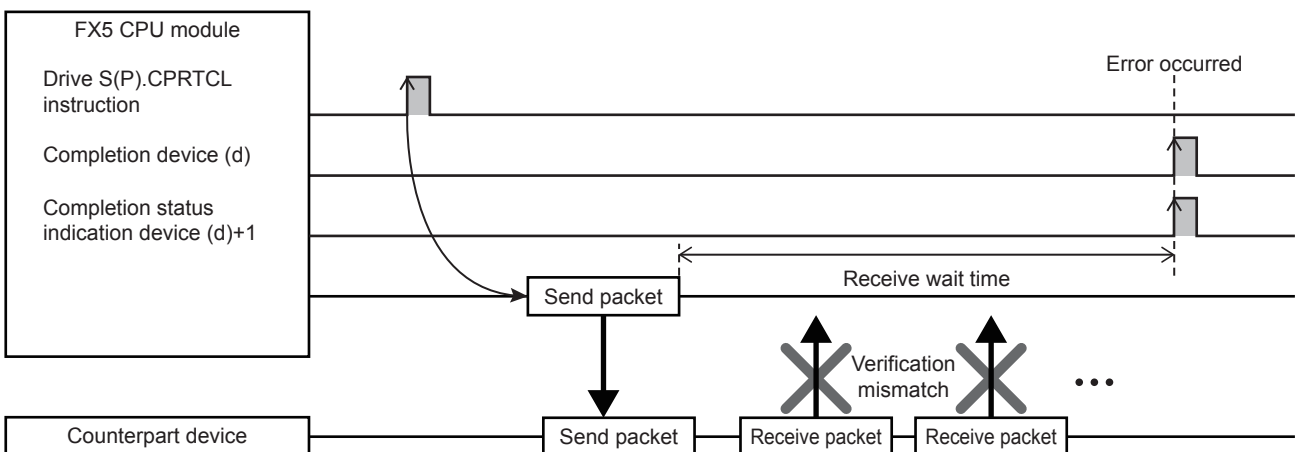 FX5 CPU module
Drive S(P).CPRTCL
instruction
Error occurred
Completion device (d)
Completion status
indication device (d)+1
Receive wait time
Send packet
Verification
mismatch
Counterpart device
Send packet
Receive packet
Receive packet